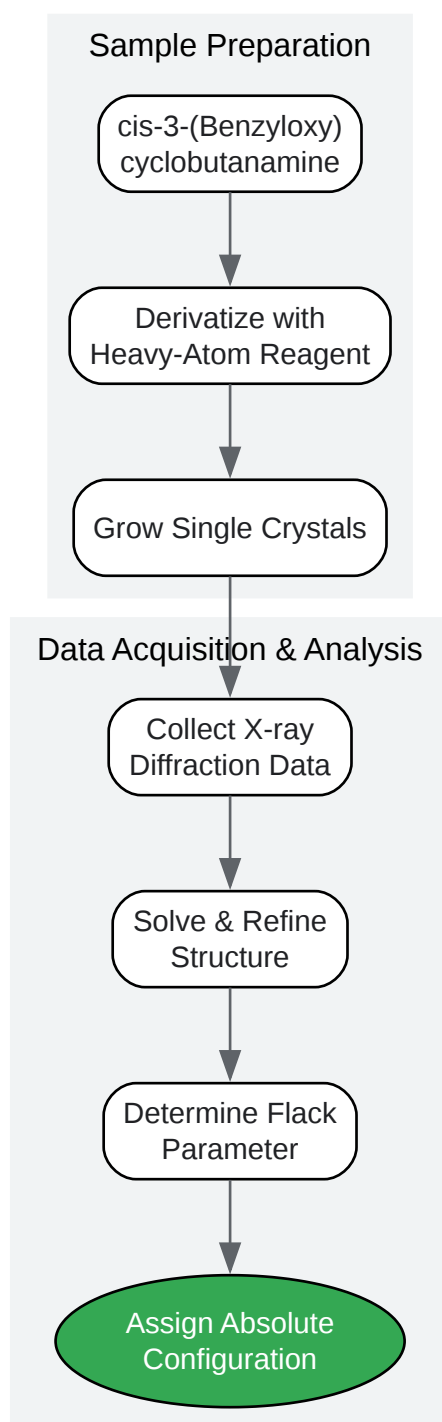 Sample Preparation
cis-3-(Benzyloxy)
cyclobutanamine
Derivatize with
Heavy-Atom Reagent
Grow Single Crystals
Data Acquisition & Analysis
Collect X-ray
Diffraction Data
Solve & Refine
Structure
Determine Flack
Parameter
Assign Absolute
Configuration